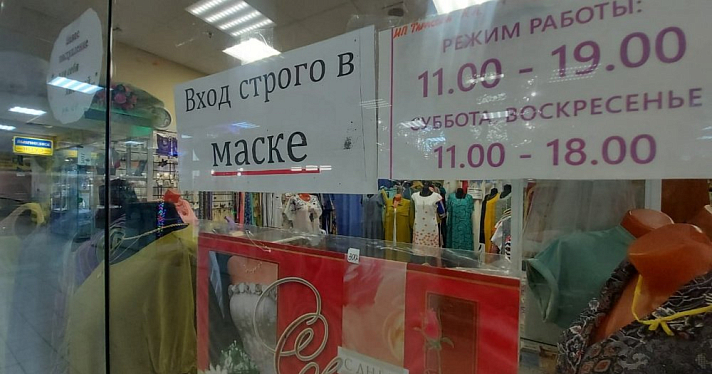 Вход строго в
маске
РЕЖИМ РАБОТЫ:
11.00 - 19.00
СУББОТА, ВОСКРЕСЕНЬЕ
11.00 - 18.00